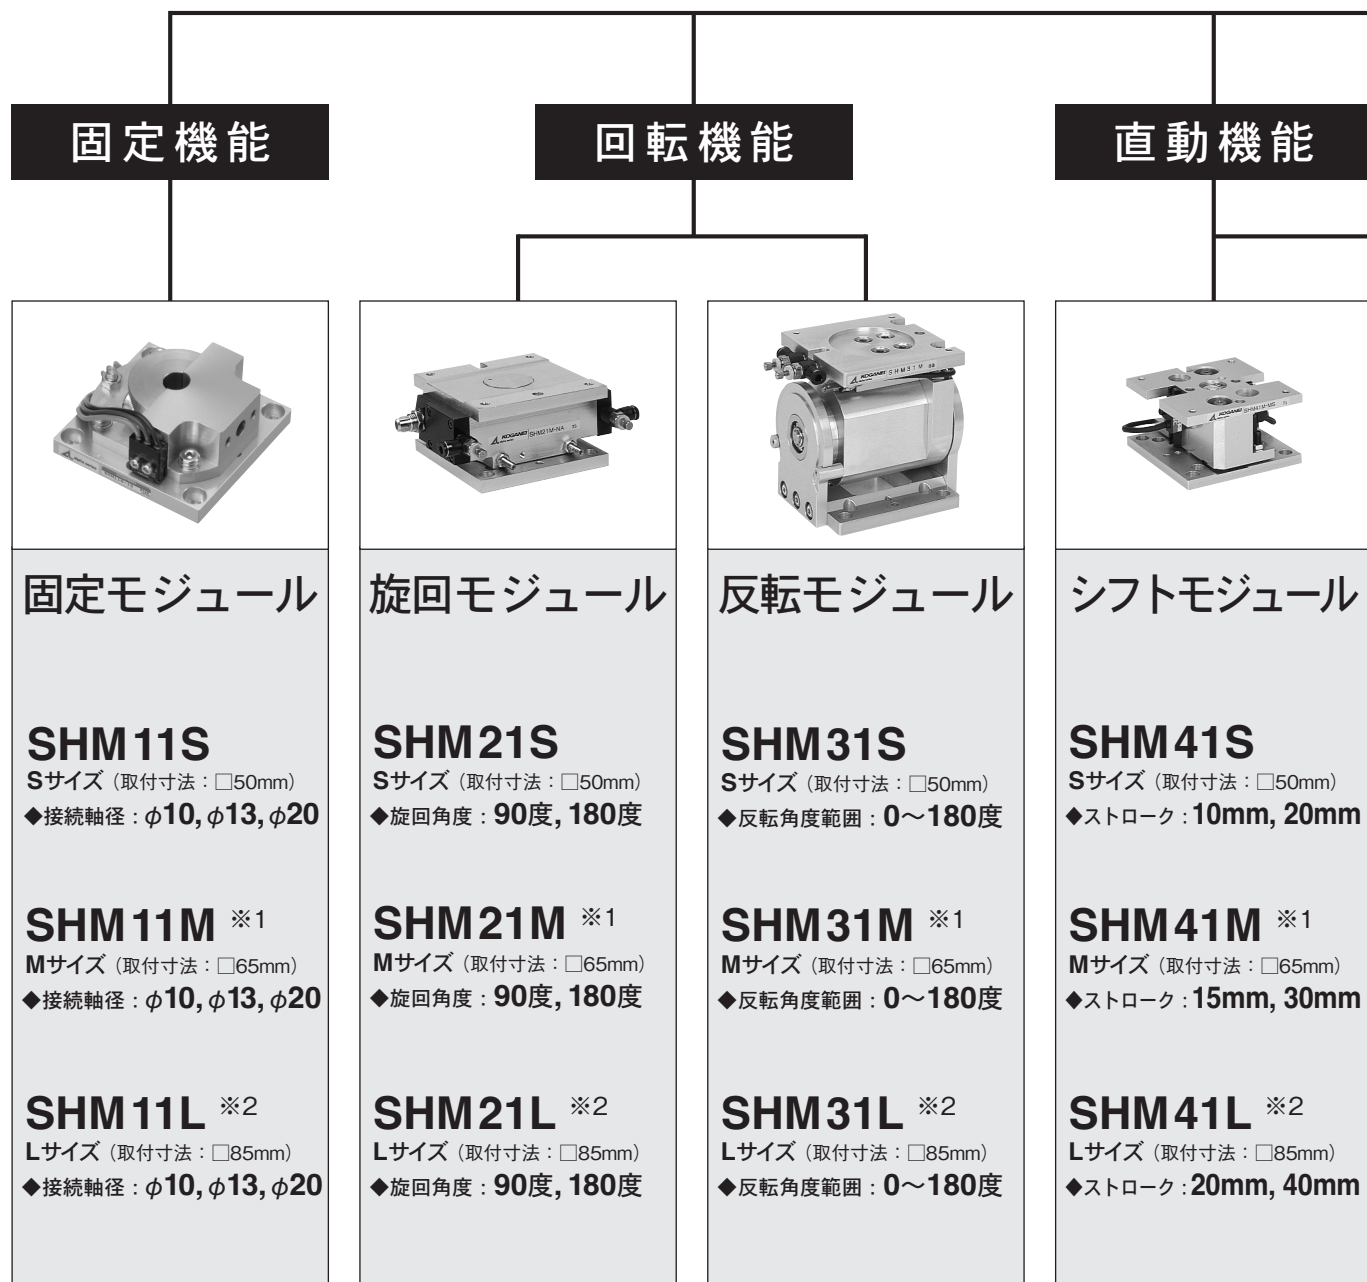 固定機能
回転機能
直動機能
KOGANEI SHM21M-NA
KOGANEI SHM31M
KOGANEI SHM41M-MS
固定モジュール
SHM11S
Sサイズ（取付寸法：□50mm）
◆接続軸径：φ10, φ13, φ20
SHM11M ※1
Mサイズ（取付寸法：□65mm）
◆接続軸径：φ10, φ13, φ20
SHM11L ※2
Lサイズ（取付寸法：□85mm）
◆接続軸径：φ10, φ13, φ20
旋回モジュール
SHM21S
Sサイズ（取付寸法：□50mm）
◆旋回角度：90度, 180度
SHM21M ※1
Mサイズ（取付寸法：□65mm）
◆旋回角度：90度, 180度
SHM21L ※2
Lサイズ（取付寸法：□85mm）
◆旋回角度：90度, 180度
反転モジュール
SHM31S
Sサイズ（取付寸法：□50mm）
◆反転角度範囲：0～180度
SHM31M ※1
Mサイズ（取付寸法：□65mm）
◆反転角度範囲：0～180度
SHM31L ※2
Lサイズ（取付寸法：□85mm）
◆反転角度範囲：0～180度
シフトモジュール
SHM41S
Sサイズ（取付寸法：□50mm）
◆ストローク：10mm, 20mm
SHM41M ※1
Mサイズ（取付寸法：□65mm）
◆ストローク：15mm, 30mm
SHM41L ※2
Lサイズ（取付寸法：□85mm）
◆ストローク：20mm, 40mm